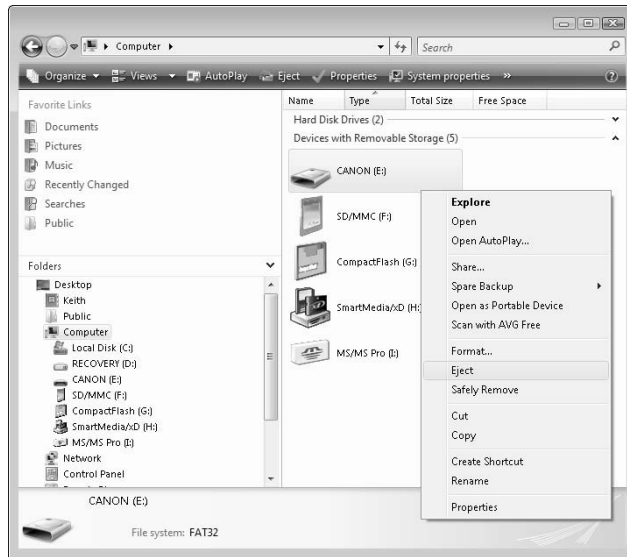 Computer
Search
Organize Views AutoPlay Eject Properties System properties »
Favorite Links
Documents
Pictures
Music
Recently Changed
Searches
Public
Folders
Desktop
Keith
Public
Computer
Local Disk (C:)
RECOVERY (D:)
CANON (E:)
SD/MMC (F:)
CompactFlash (G:)
SmartMedia/xD (H:)
MS/MS Pro (I:)
Network
Control Panel
Name Type Total Size Free Space
Hard Disk Drives (2)
Devices with Removable Storage (5)
CANON (E:)
SD/MMC (F:)
CompactFlash (G:)
SmartMedia/xD (H:
MS/MS Pro (I:)
Explore
Open
Open AutoPlay...
Share...
Spare Backup
Open as Portable Device
Scan with AVG Free
Format...
Eject
Safely Remove
Cut
Copy
Create Shortcut
Rename
Properties
CANON (E:)
File system: FAT32